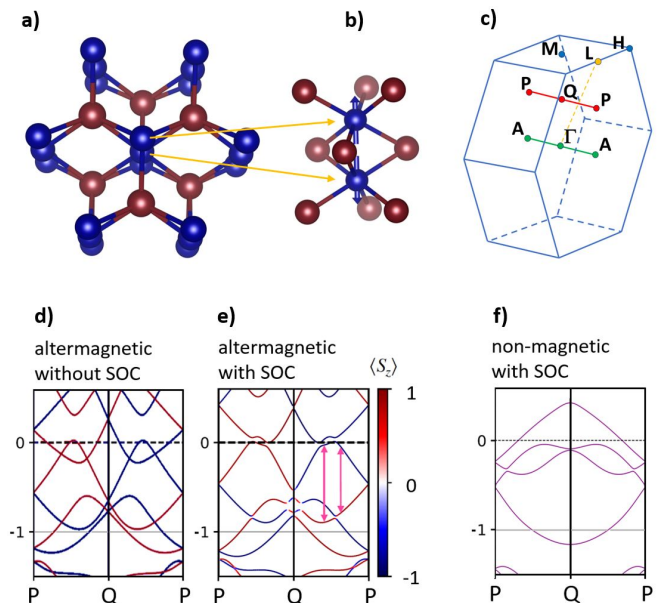 a)
b)
c)
M
L
H
P
Q
P
A
Γ
A
d)
altermagnetic
without SOC
e)
altermagnetic
with SOC
⟨Sz⟩
f)
non-magnetic
with SOC
0
-1
P
Q
P
0
-1
P
Q
P
1
0
-1
0
-1
P
Q
P